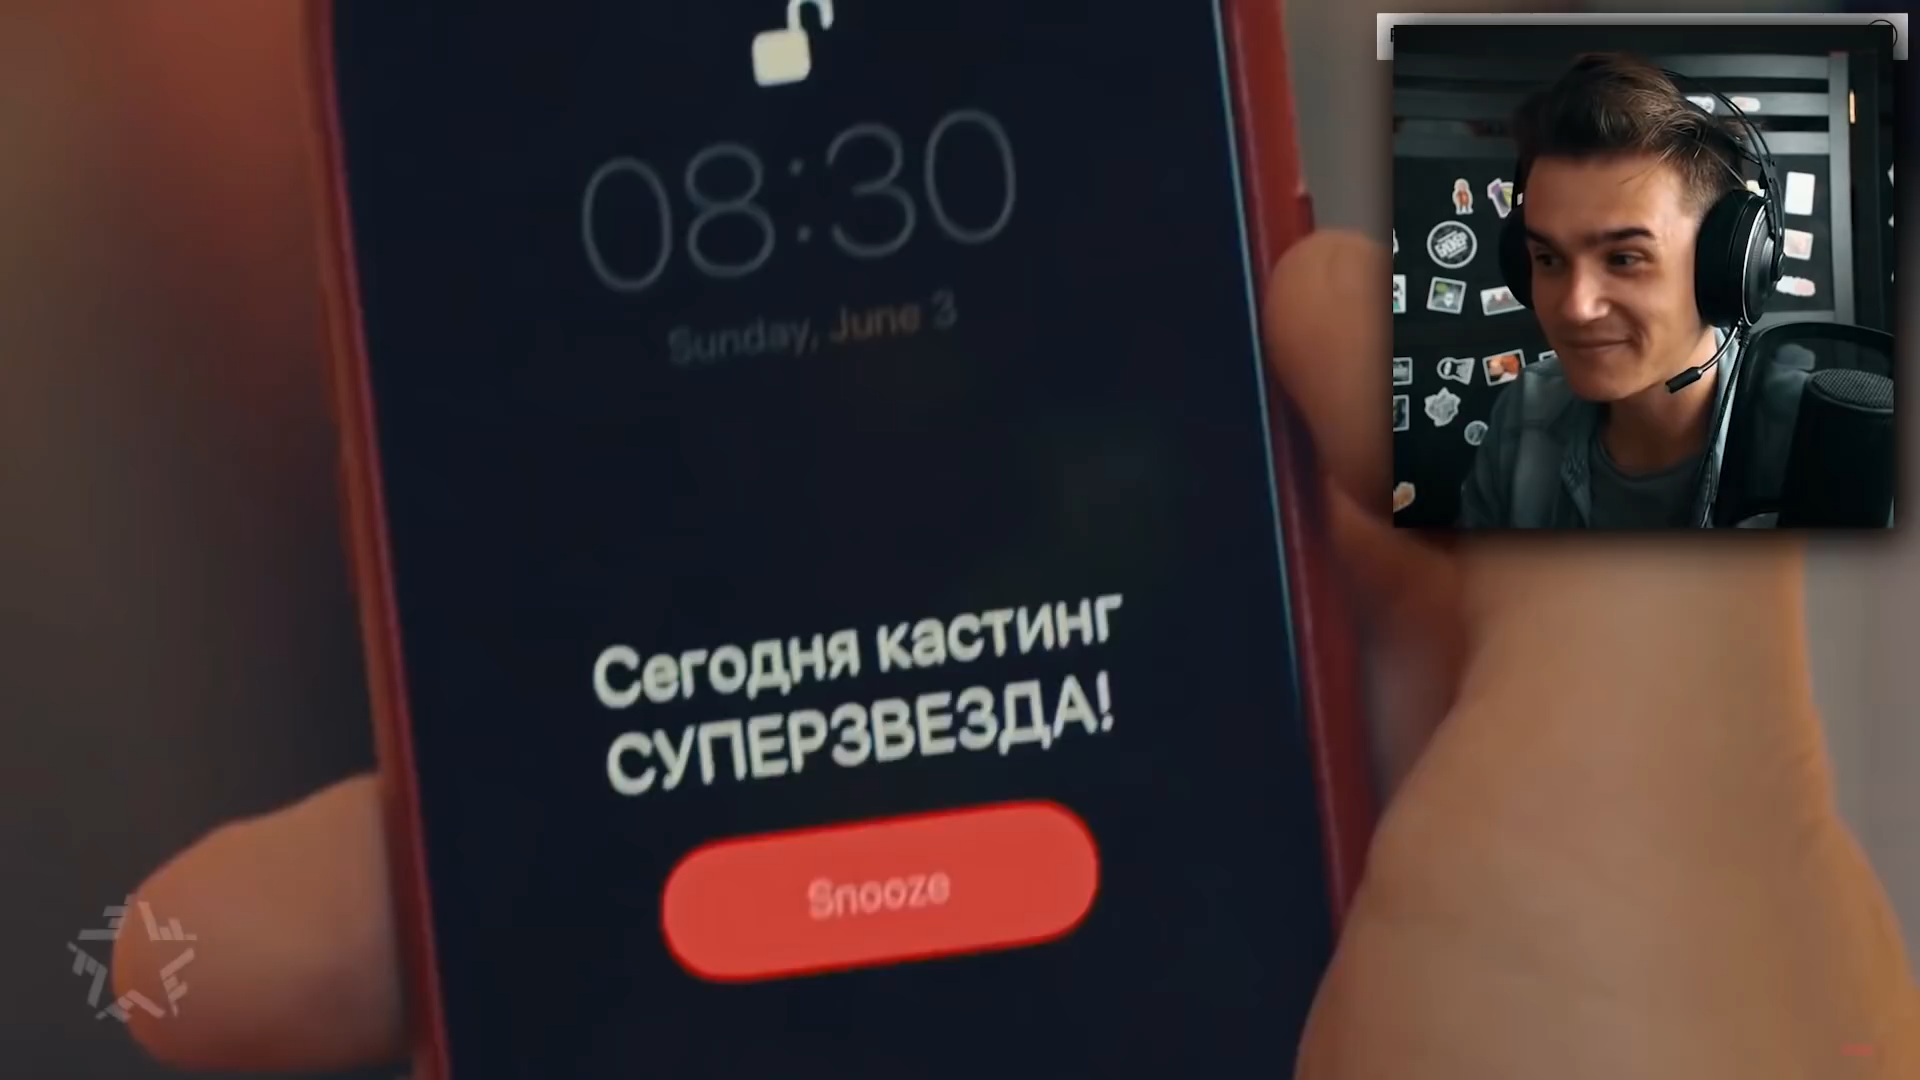 08:30
Sunday, June 3
Сегодня кастинг
СУПЕРЗВЕЗДА!
Snooze